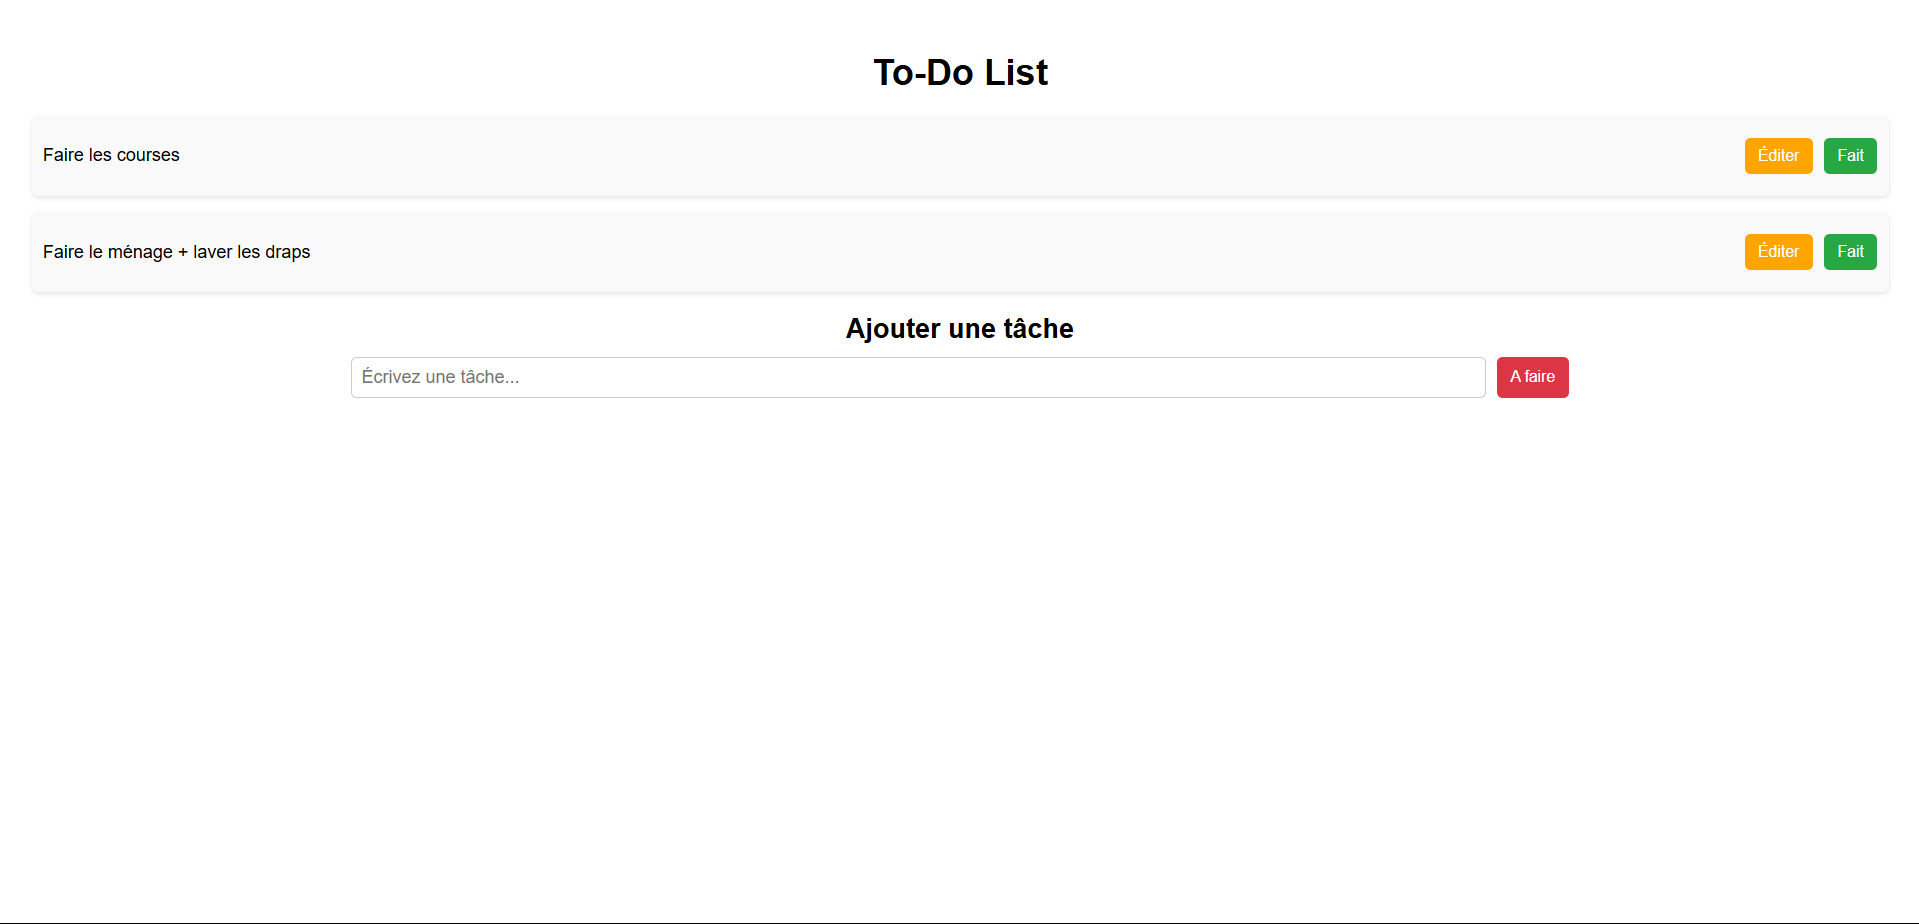 To-Do List
Faire les courses Éditer Fait
Faire le ménage + laver les draps Éditer Fait
Ajouter une tâche
Écrivez une tâche... A faire